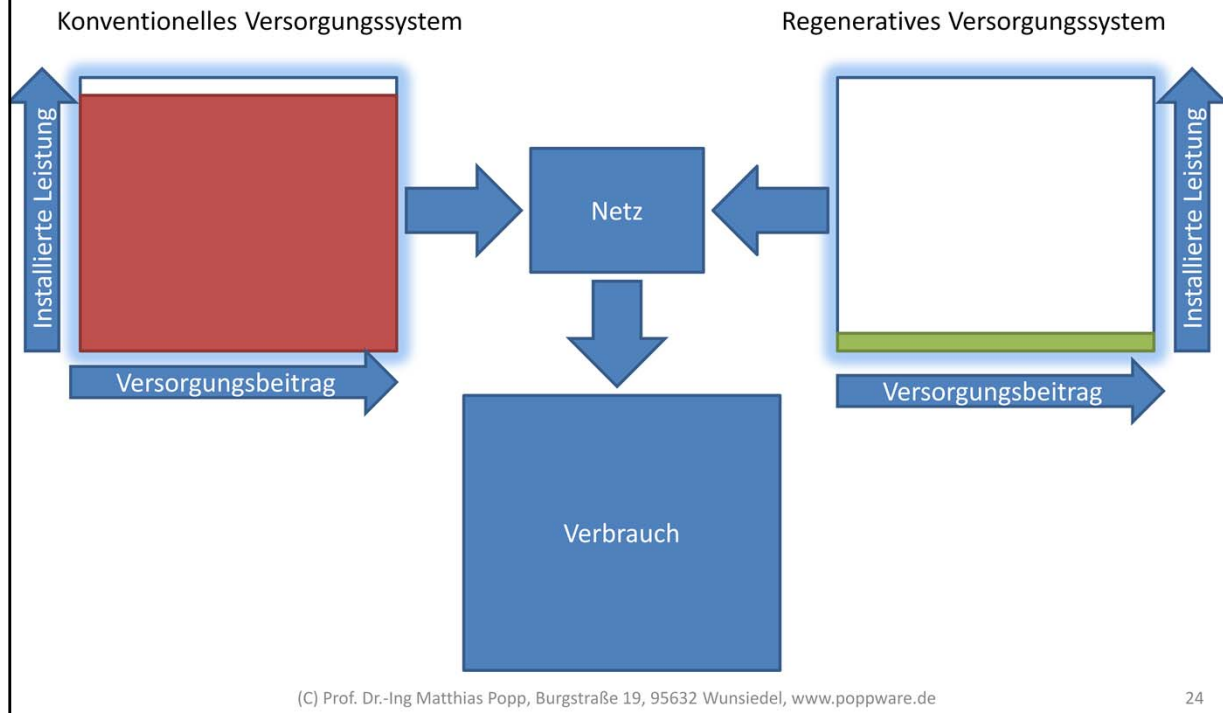 Konventionelles Versorgungssystem
Regeneratives Versorgungssystem
Installierte Leistung
Versorgungsbeitrag
Netz
Installierte Leistung
Versorgungsbeitrag
Verbrauch
(C) Prof. Dr.-Ing Matthias Popp, Burgstraße 19, 95632 Wunsiedel, www.poppware.de
24